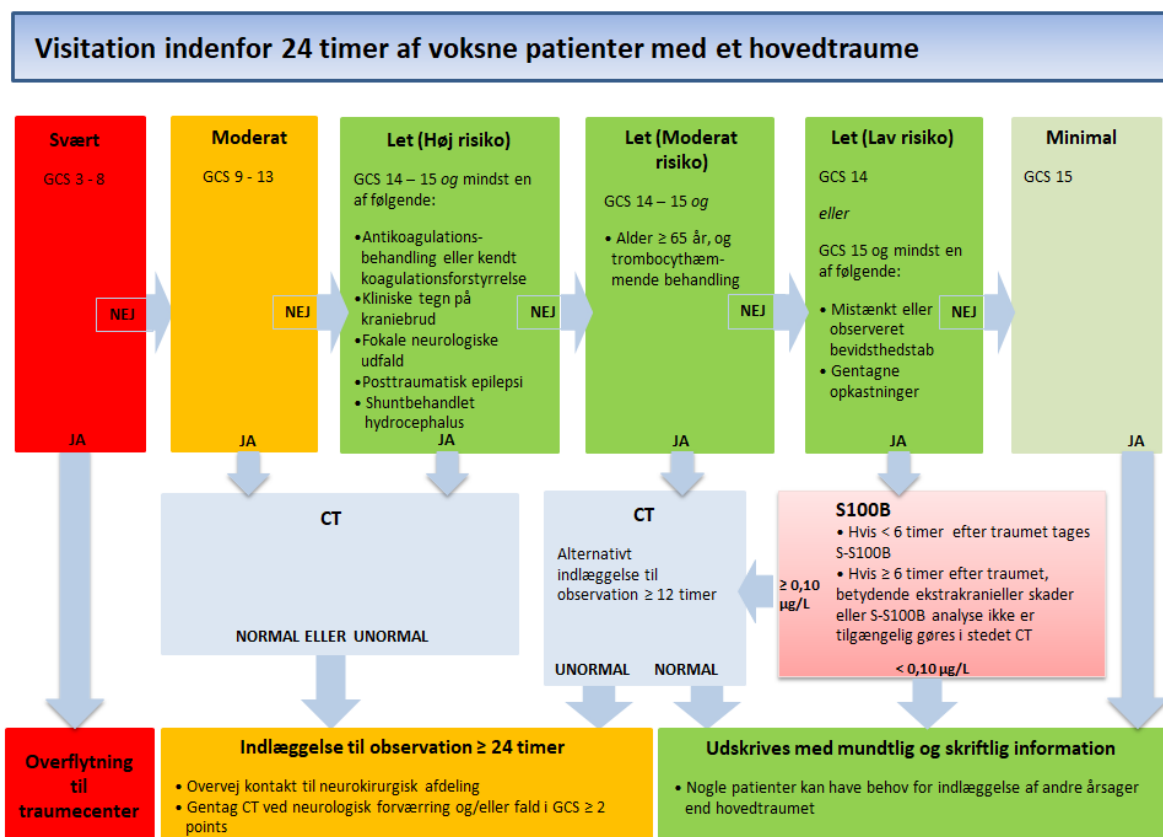 Visitation indenfor 24 timer af voksne patienter med et hovedtraume
Svært
GCS 3 - 8
NEJ
JA
Moderat
GCS 9 - 13
NEJ
JA
Let (Høj risiko)
GCS 14 – 15 og mindst en
af følgende:
•Antikoagulations-
behandling eller kendt
koagulationsforstyrrelse
•Kliniske tegn på
kraniebrud
•Fokale neurologiske
udfald
•Posttraumatisk epilepsi
• Shuntbehandlet
hydrocephalus
NEJ
JA
Let (Moderat
risiko)
GCS 14 – 15 og
• Alder ≥ 65 år, og
trombocythæm-
mende behandling
NEJ
JA
Let (Lav risiko)
GCS 14
eller
GCS 15 og mindst en
af følgende:
• Mistænkt eller
observeret
bevidsthedstab
• Gentagne
opkastninger
NEJ
JA
Minimal
GCS 15
JA
CT
NORMAL ELLER UNORMAL
CT
Alternativt
indlæggelse til
observation ≥ 12 timer
UNORMAL NORMAL
≥ 0,10
µg/L
S100B
• Hvis < 6 timer efter traumet tages
S-S100B
• Hvis ≥ 6 timer efter traumet,
betydende ekstrakranieller skader
eller S-S100B analyse ikke er
tilgængelig gøres i stedet CT
< 0,10 µg/L
Overflytning
til
traumecenter
Indlæggelse til observation ≥ 24 timer
• Overvej kontakt til neurokirurgisk afdeling
• Gentag CT ved neurologisk forværring og/eller fald i GCS ≥ 2
points
Udskrives med mundtlig og skriftlig information
• Nogle patienter kan have behov for indlæggelse af andre årsager
end hovedtraumet